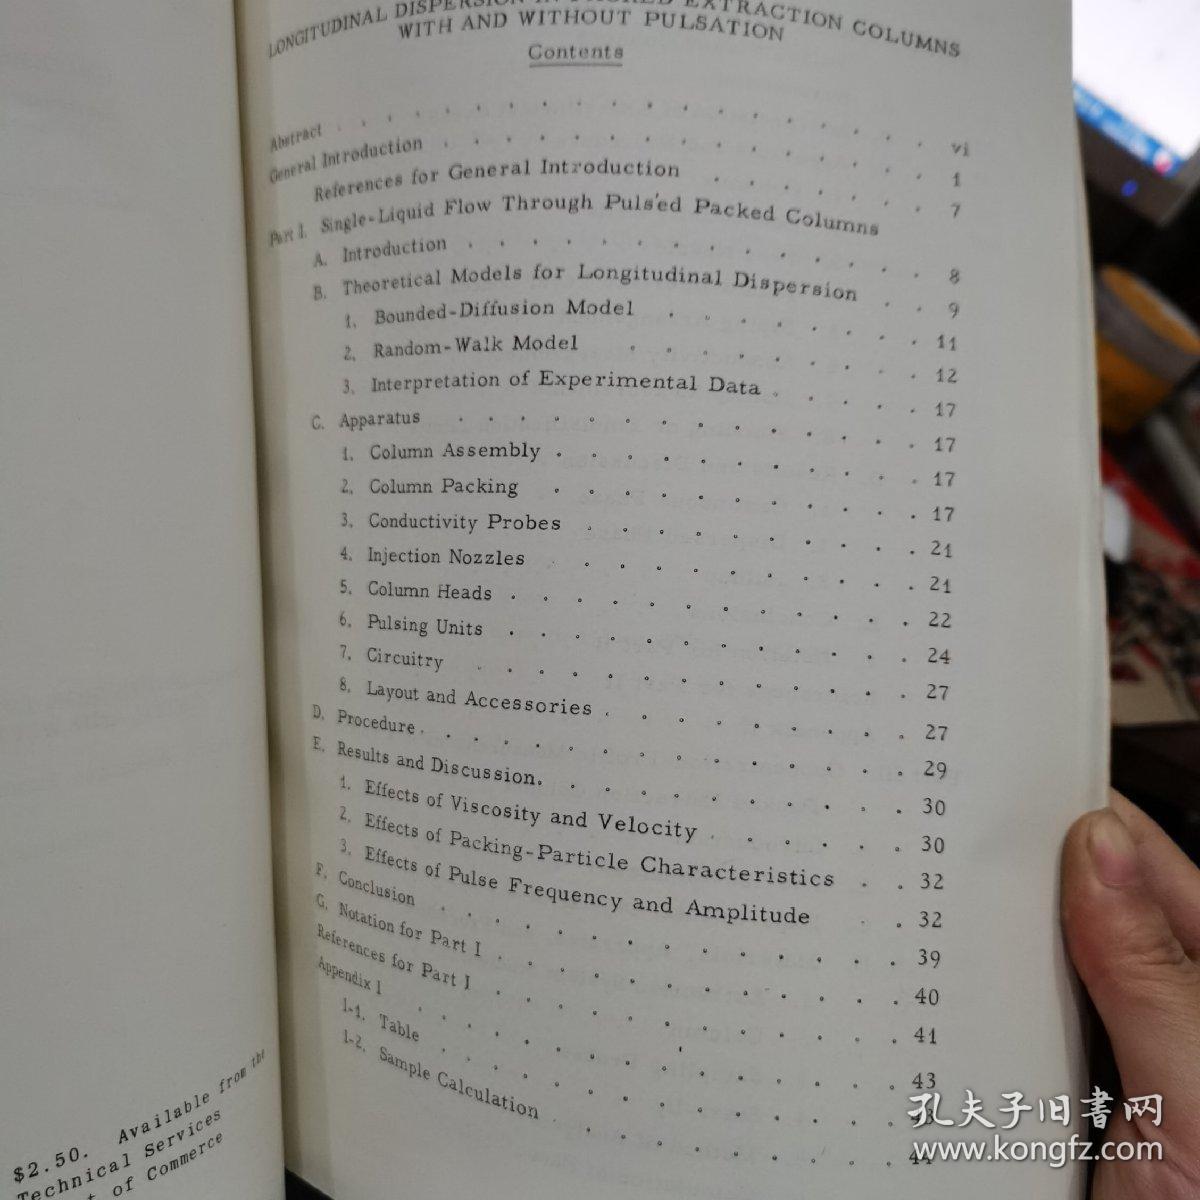 LONGITUDINAL DISPERSION IN PACKED EXTRACTION COLUMNS
WITH AND WITHOUT PULSATION
Contents
Abstract . . . . . . . . . . . . . . . . . vi
General Introduction . . . . . . . . . . . . . . 1
References for General Introduction . . . . . . . 7
Part I. Single-Liquid Flow Through Pulsed Packed Columns
A. Introduction . . . . . . . . . . . . . . 8
B. Theoretical Models for Longitudinal Dispersion . . 9
1. Bounded-Diffusion Model . . . . . . . . 11
2. Random-Walk Model . . . . . . . . . 12
3. Interpretation of Experimental Data . . . . . 17
C. Apparatus . . . . . . . . . . . . . . 17
1. Column Assembly . . . . . . . . . . . 17
2. Column Packing . . . . . . . . . . . 17
3. Conductivity Probes . . . . . . . . . . 21
4. Injection Nozzles . . . . . . . . . . . 21
5. Column Heads . . . . . . . . . . . . 22
6. Pulsing Units . . . . . . . . . . . . 24
7. Circuitry . . . . . . . . . . . . . 27
8. Layout and Accessories . . . . . . . . . 27
D. Procedure . . . . . . . . . . . . . . . 29
E. Results and Discussion. . . . . . . . . . . 30
1. Effects of Viscosity and Velocity . . . . . . 30
2. Effects of Packing-Particle Characteristics . . 32
3. Effects of Pulse Frequency and Amplitude . . 32
F. Conclusion . . . . . . . . . . . . . . 39
G. Notation for Part I . . . . . . . . . . . . 40
References for Part I . . . . . . . . . . . . 41
Appendix I . . . . . . . . . . . . . . . 43
I-1. Table . . . . . . . . . . . . . . 43
I-2. Sample Calculation . . . . . . . . . . 44
$2.50. Available from the
Technical Services
of Commerce
孔夫子旧书网
www.kongfz.com